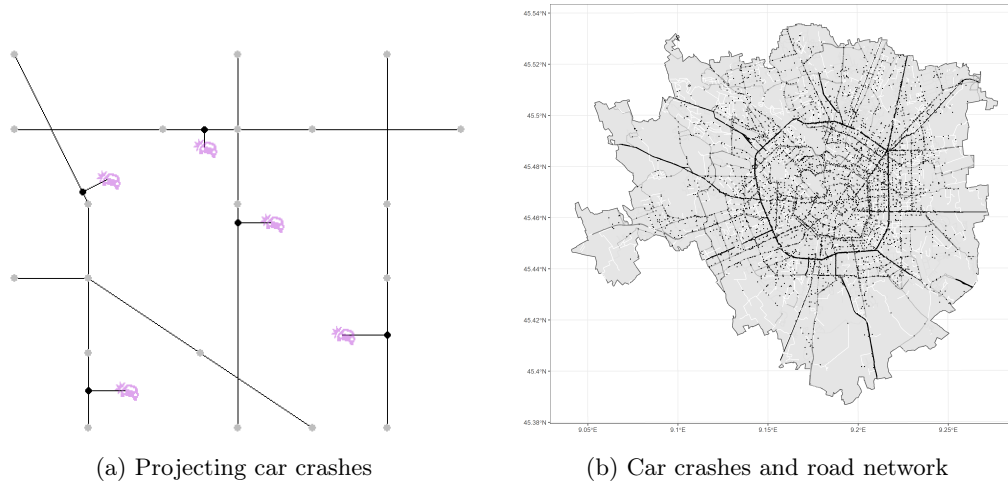 45.54°N
45.52°N
45.5°N
45.48°N
45.46°N
45.44°N
45.42°N
45.4°N
45.38°N
9.05°E 9.1°E 9.15°E 9.2°E 9.25°E
(a) Projecting car crashes (b) Car crashes and road network